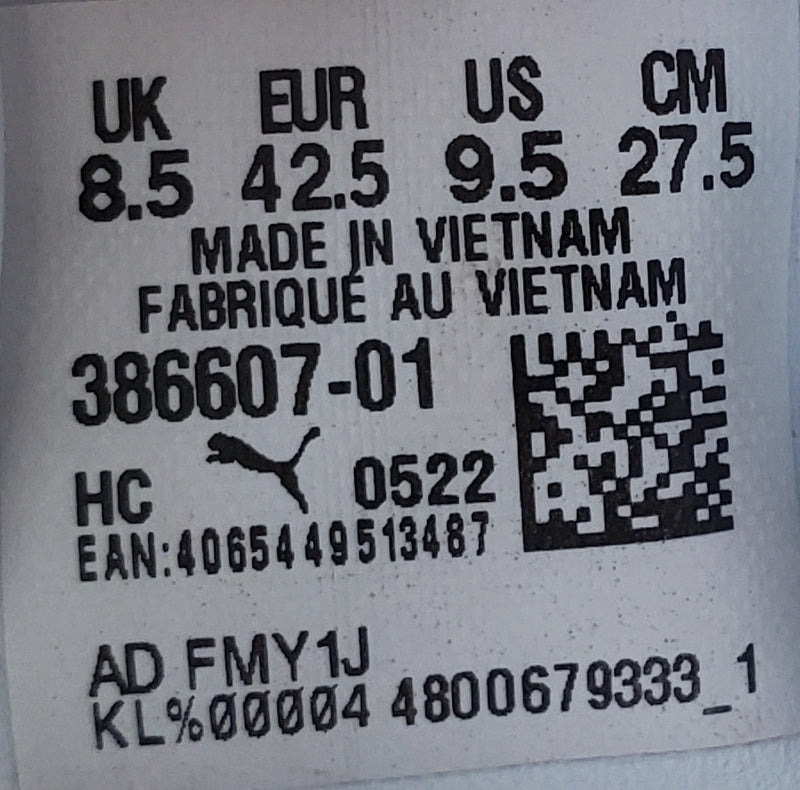 UK EUR US CM
8.5 42.5 9.5 27.5
MADE IN VIETNAM
FABRIQUÉ AU VIETNAM
386607-01
HC 0522
EAN:4065449513487
AD FMY1J
KL%00004 4800679333_1